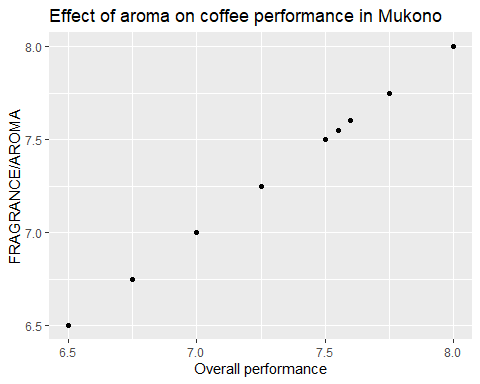 Effect of aroma on coffee performance in Mukono
FRAGRANCE/AROMA
8.0
7.5
7.0
6.5
6.5 7.0 7.5 8.0
Overall performance